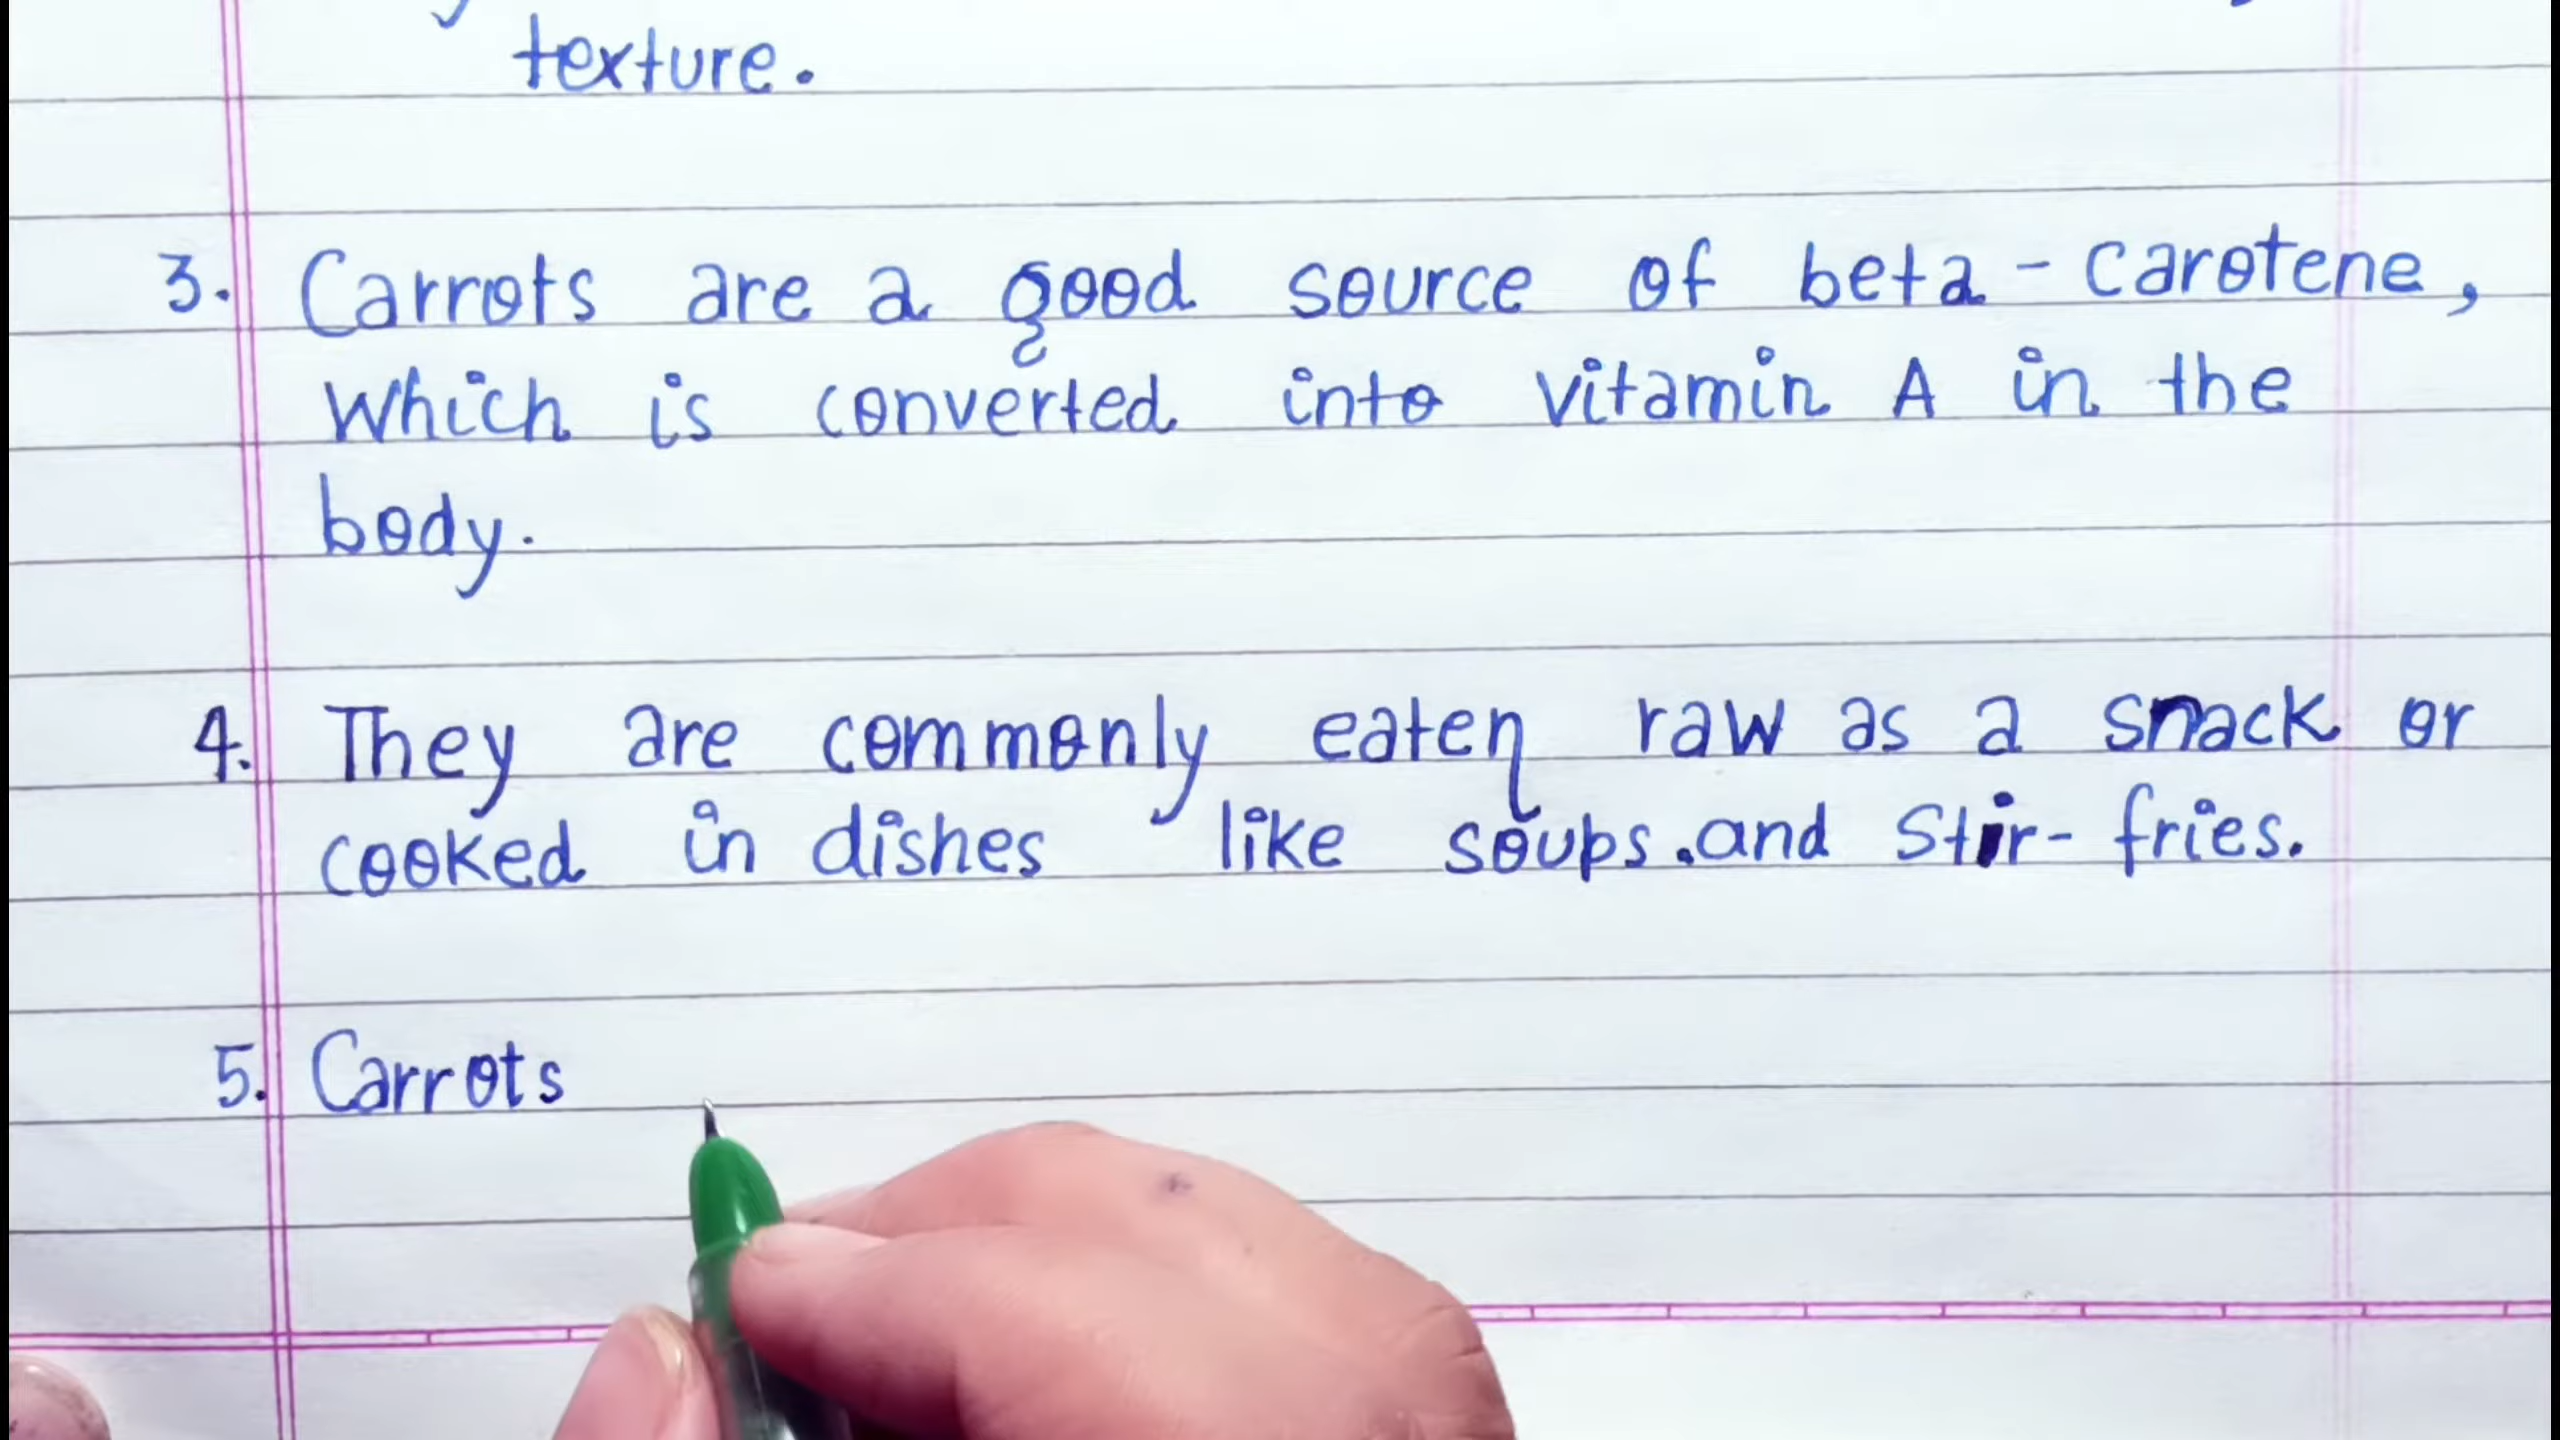 texture.
3. Carrots are a good source of beta - carotene,
which is converted into vitamin A in the
body.
4. They are commonly eaten raw as a snack or
cooked in dishes like soups.and Stir- fries.
5. Carrots